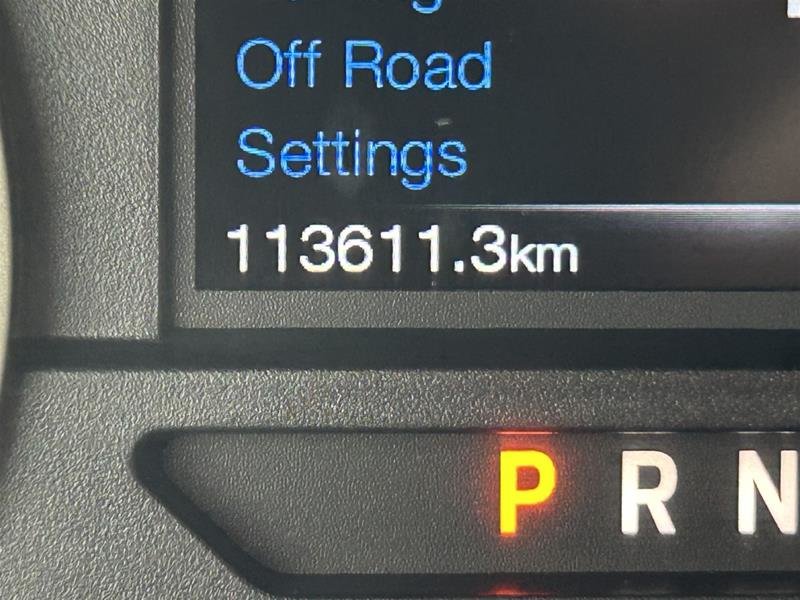 Off Road
Settings
113611.3km
P R N